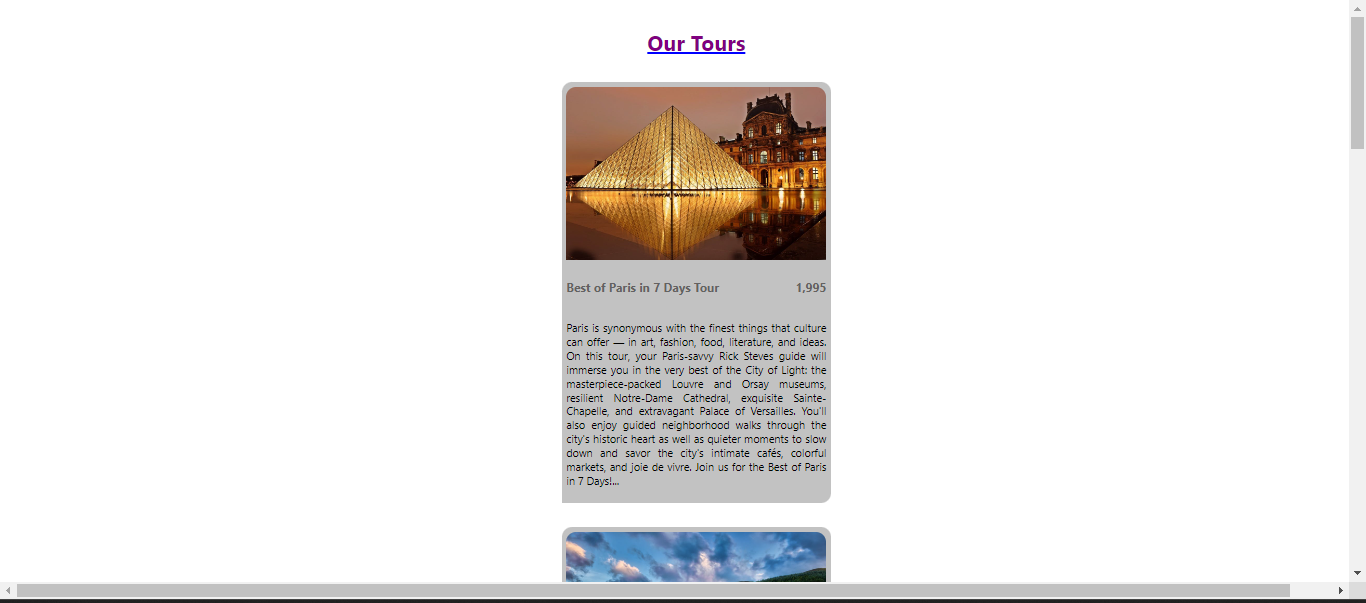 Our Tours
Best of Paris in 7 Days Tour 1,995
Paris is synonymous with the finest things that culture
can offer — in art, fashion, food, literature, and ideas.
On this tour, your Paris-savvy Rick Steves guide will
immerse you in the very best of the City of Light: the
masterpiece-packed Louvre and Orsay museums,
resilient Notre-Dame Cathedral, exquisite Sainte-
Chapelle, and extravagant Palace of Versailles. You'll
also enjoy guided neighborhood walks through the
city's historic heart as well as quieter moments to slow
down and savor the city's intimate cafés, colorful
markets, and joie de vivre. Join us for the Best of Paris
in 7 Days!...